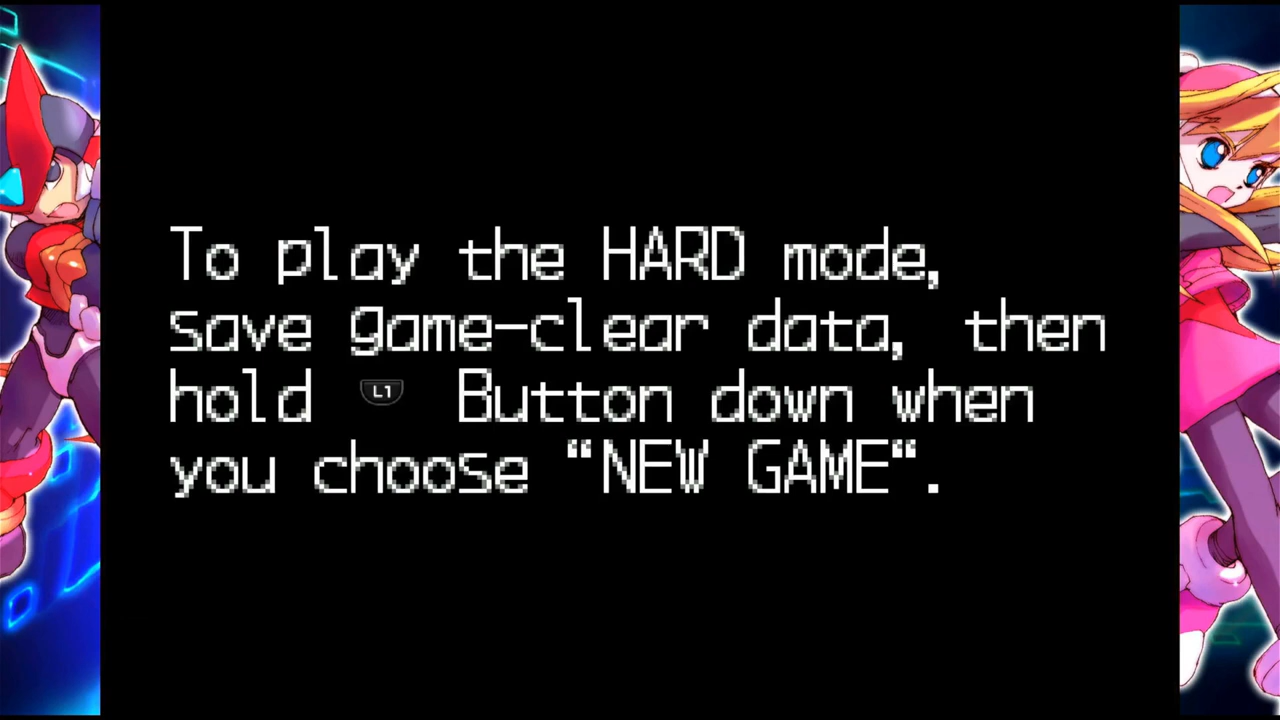 To play the HARD mode,
save game-clear data, then
hold L1 Button down when
you choose “NEW GAME“.